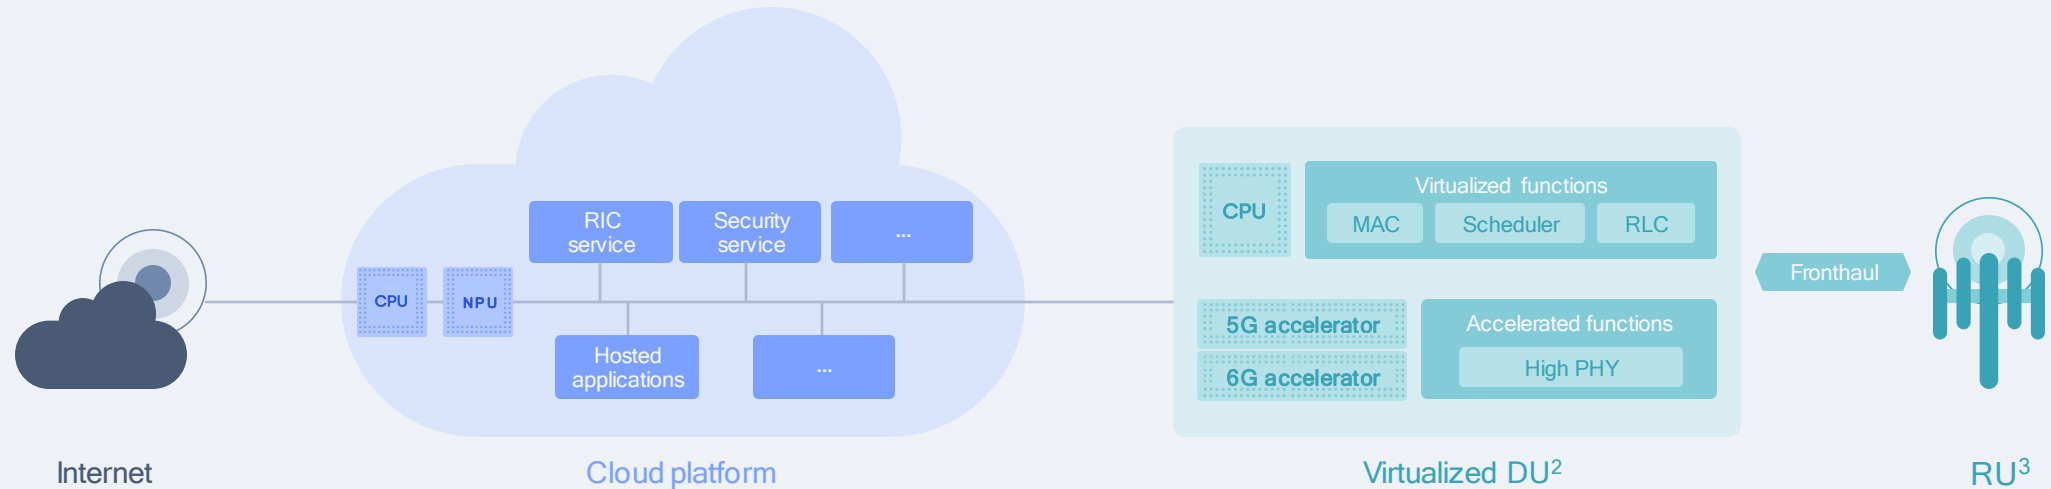 RIC
service
Security
service
...
CPU
NPU
Hosted
applications
...
CPU
Virtualized functions
MAC
Scheduler
RLC
5G accelerator
6G accelerator
Accelerated functions
High PHY
Fronthaul
Internet
Cloud platform
Virtualized DU²
RU³